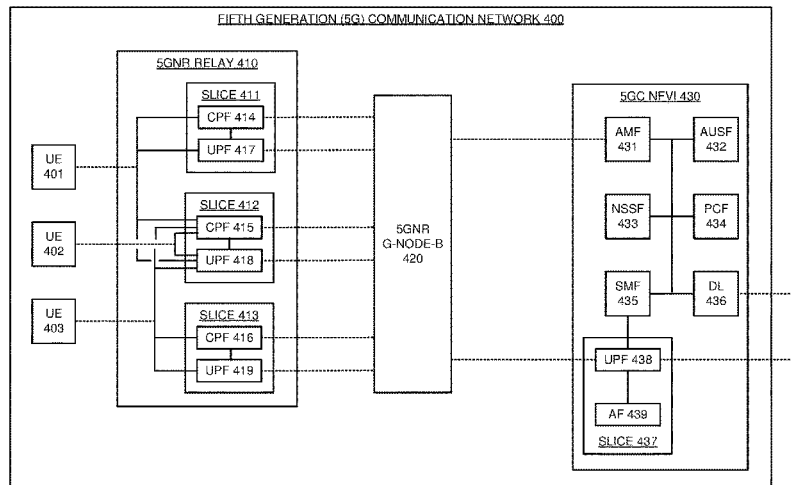 FIFTH GENERATION (5G) COMMUNICATION NETWORK 400
5GNR RELAY 410
SLICE 411
CPF 414
UPF 417
SLICE 412
CPF 415
UPF 418
SLICE 413
CPF 416
UPF 419
UE
401
UE
402
UE
403
5GNR
G-NODE-B
420
5GC NFVI 430
AMF
431
AUSF
432
NSSF
433
PCF
434
SMF
435
DL
436
UPF 438
AF 439
SLICE 437